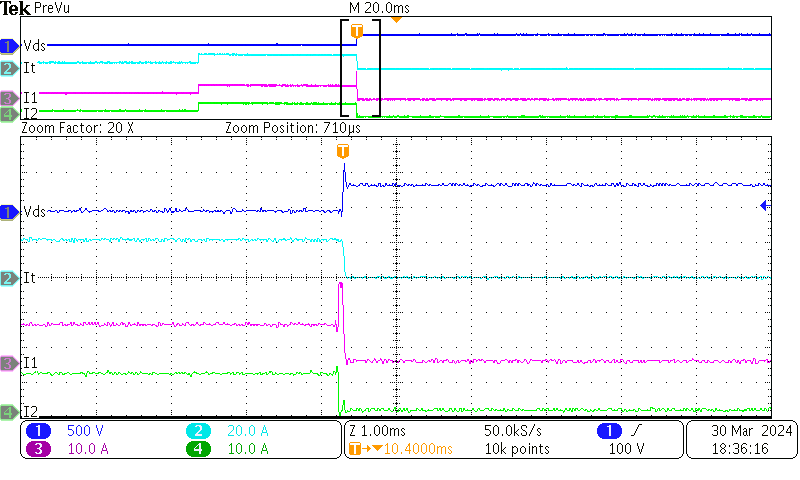 Tek PreVu M 20.0ms
T
1 Vds
2 It
3 I1
4 I2
Zoom Factor: 20 X Zoom Position: 710µs
T
1 Vds
2 It
3 I1
4 I2
1 500 V 2 20.0 A Z 1.00ms 50.0kS/s 1 100 V 30 Mar 2024
3 10.0 A 4 10.0 A T→▼10.4000ms 10k points 18:36:16